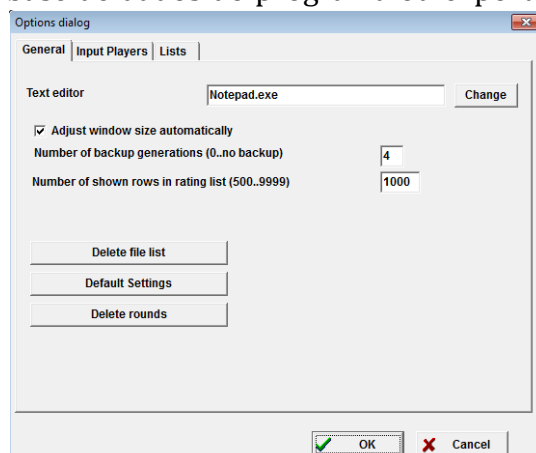 Options dialog
General Input Players Lists
Text editor Notepad.exe Change
Adjust window size automatically
Number of backup generations (0..no backup) 4
Number of shown rows in rating list (500..9999) 1000
Delete file list
Default Settings
Delete rounds
OK Cancel